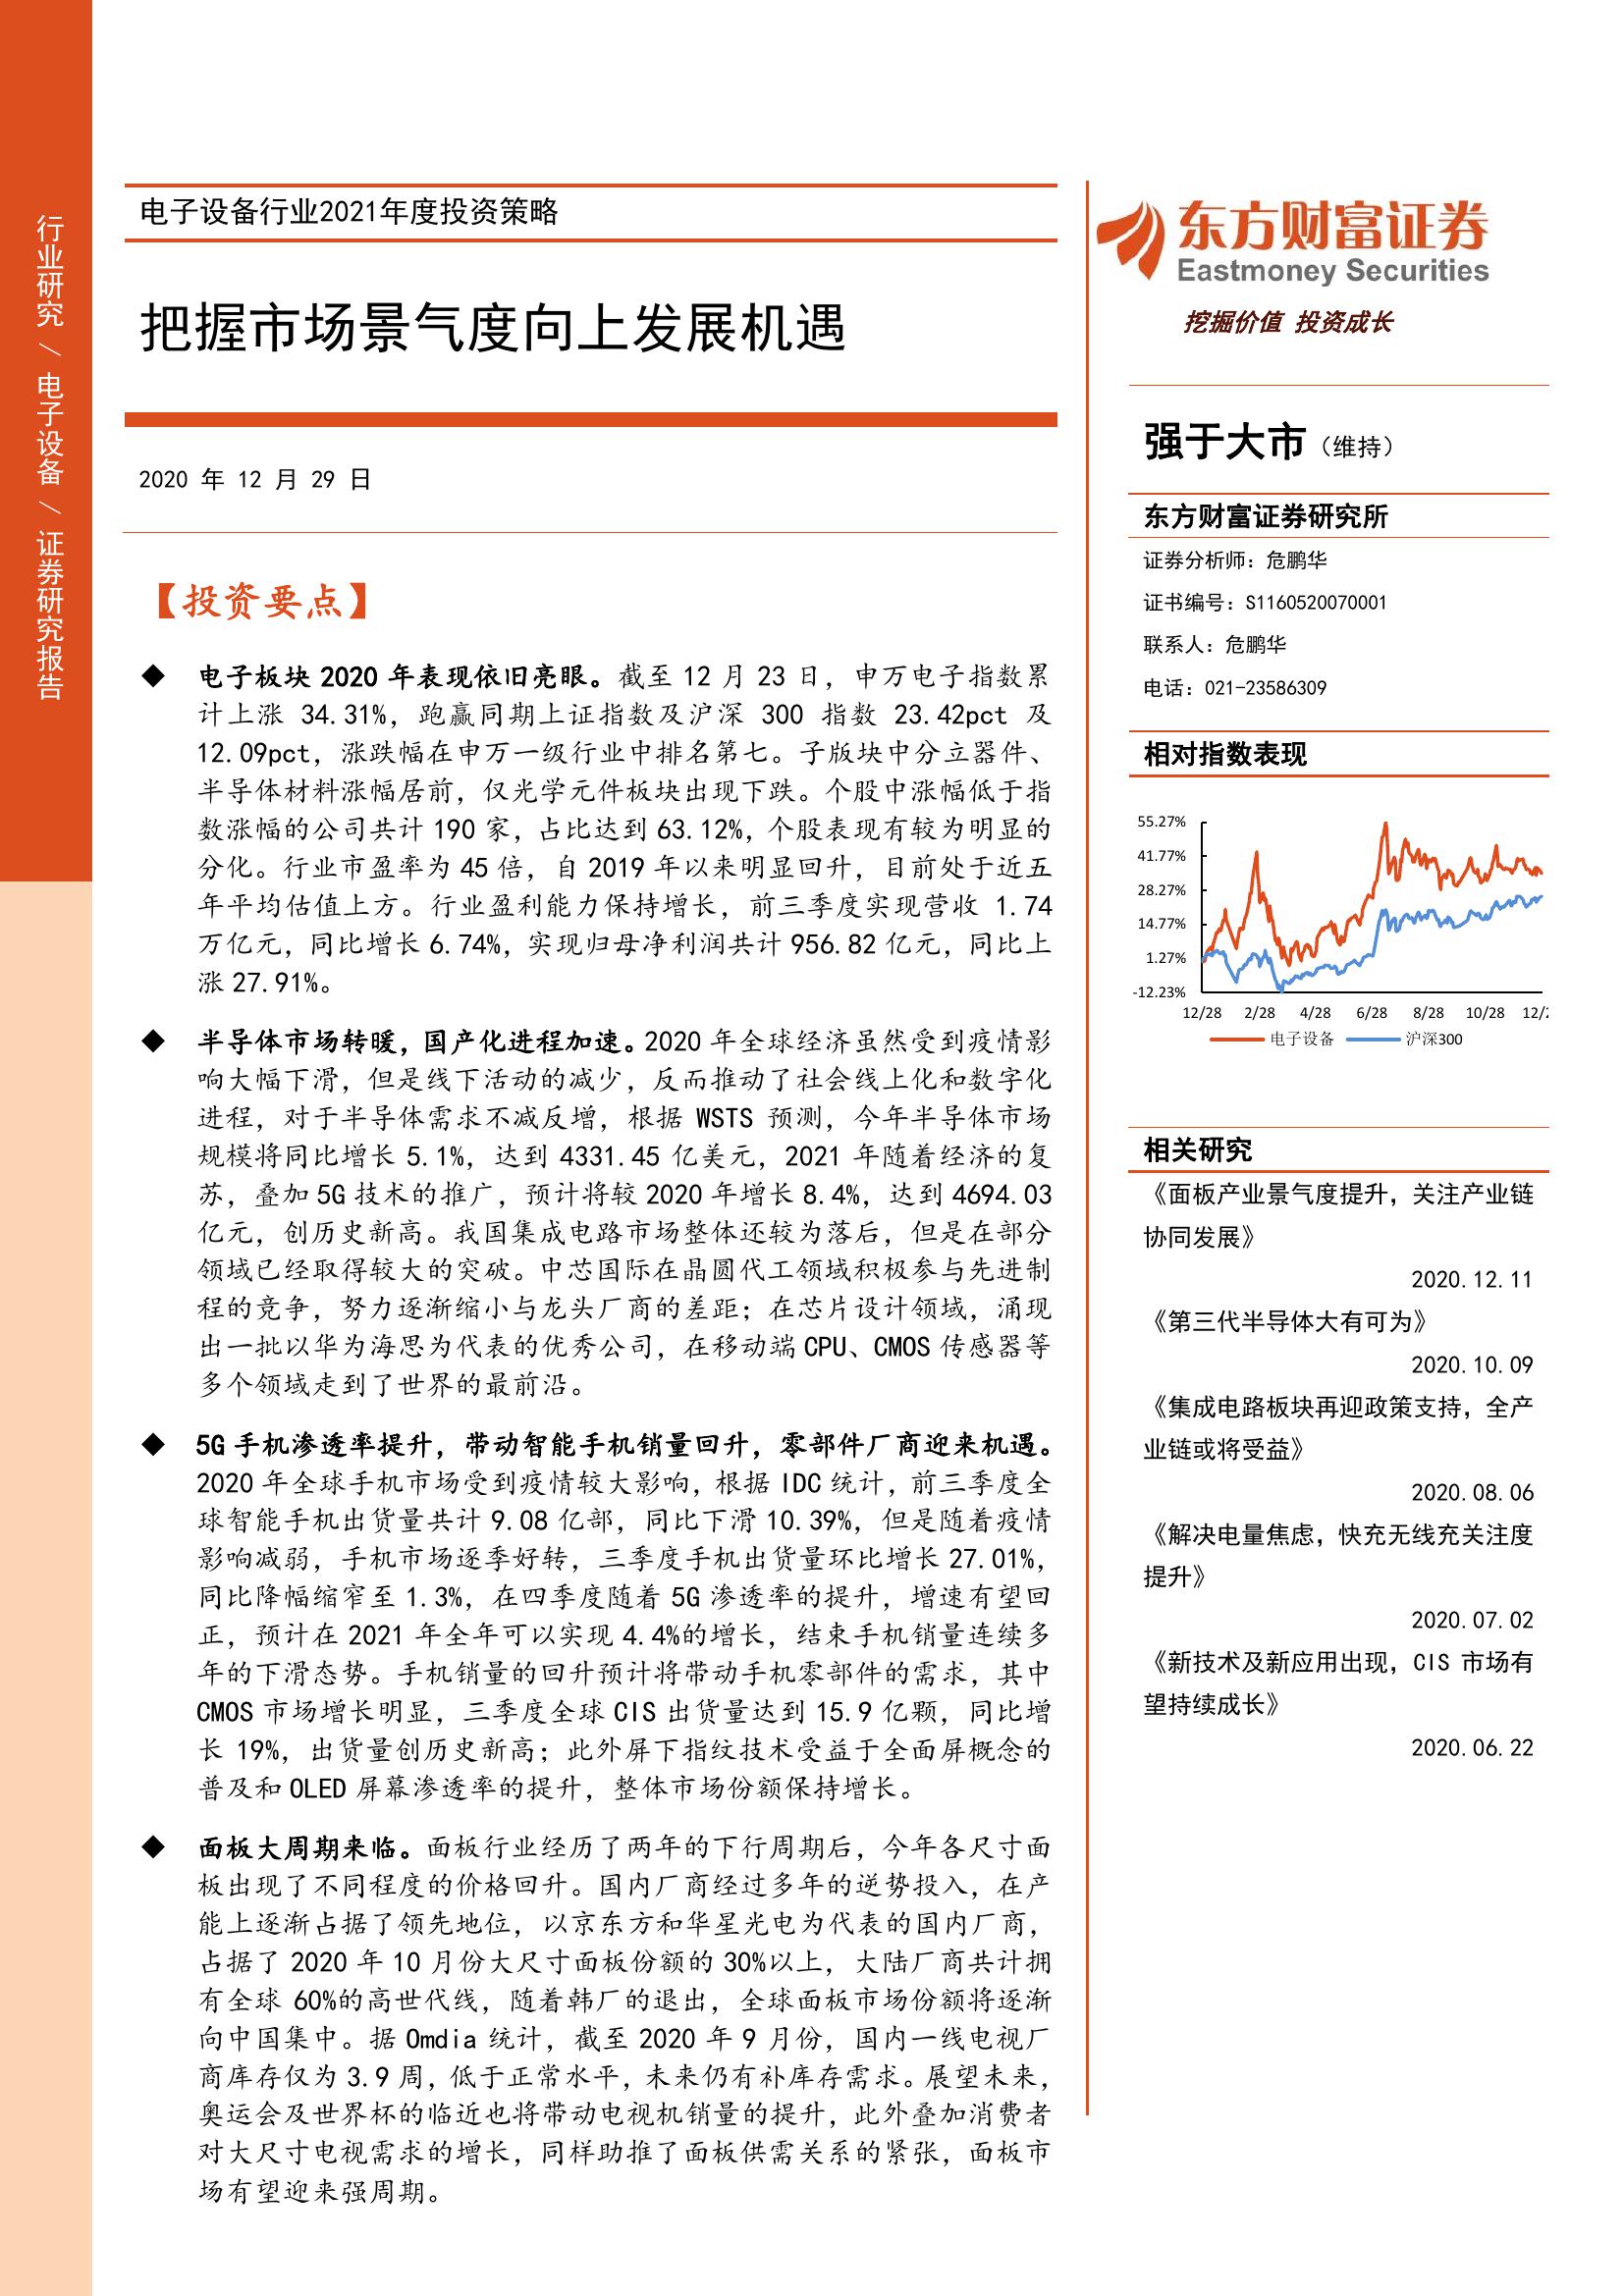 行业研究 / 电子设备 / 证券研究报告
电子设备行业2021年度投资策略
把握市场景气度向上发展机遇
2020 年 12 月 29 日
【投资要点】
◆ 电子板块 2020 年表现依旧亮眼。截至 12 月 23 日，申万电子指数累
计上涨 34.31%，跑赢同期上证指数及沪深 300 指数 23.42pct 及
12.09pct，涨跌幅在申万一级行业中排名第七。子版块中分立器件、
半导体材料涨幅居前，仅光学元件板块出现下跌。个股中涨幅低于指
数涨幅的公司共计 190 家，占比达到 63.12%，个股表现有较为明显的
分化。行业市盈率为 45 倍，自 2019 年以来明显回升，目前处于近五
年平均估值上方。行业盈利能力保持增长，前三季度实现营收 1.74
万亿元，同比增长 6.74%，实现归母净利润共计 956.82 亿元，同比上
涨 27.91%。
◆ 半导体市场转暖，国产化进程加速。2020 年全球经济虽然受到疫情影
响大幅下滑，但是线下活动的减少，反而推动了社会线上化和数字化
进程，对于半导体需求不减反增，根据 WSTS 预测，今年半导体市场
规模将同比增长 5.1%，达到 4331.45 亿美元，2021 年随着经济的复
苏，叠加 5G 技术的推广，预计将较 2020 年增长 8.4%，达到 4694.03
亿元，创历史新高。我国集成电路市场整体还较为落后，但是在部分
领域已经取得较大的突破。中芯国际在晶圆代工领域积极参与先进制
程的竞争，努力逐渐缩小与龙头厂商的差距；在芯片设计领域，涌现
出一批以华为海思为代表的优秀公司，在移动端 CPU、CMOS 传感器等
多个领域走到了世界的最前沿。
◆ 5G 手机渗透率提升，带动智能手机销量回升，零部件厂商迎来机遇。
2020 年全球手机市场受到疫情较大影响，根据 IDC 统计，前三季度全
球智能手机出货量共计 9.08 亿部，同比下滑 10.39%，但是随着疫情
影响减弱，手机市场逐季好转，三季度手机出货量环比增长 27.01%，
同比降幅缩窄至 1.3%，在四季度随着 5G 渗透率的提升，增速有望回
正，预计在 2021 年全年可以实现 4.4%的增长，结束手机销量连续多
年的下滑态势。手机销量的回升预计将带动手机零部件的需求，其中
CMOS 市场增长明显，三季度全球 CIS 出货量达到 15.9 亿颗，同比增
长 19%，出货量创历史新高；此外屏下指纹技术受益于全面屏概念的
普及和 OLED 屏幕渗透率的提升，整体市场份额保持增长。
◆ 面板大周期来临。面板行业经历了两年的下行周期后，今年各尺寸面
板出现了不同程度的价格回升。国内厂商经过多年的逆势投入，在产
能上逐渐占据了领先地位，以京东方和华星光电为代表的国内厂商，
占据了 2020 年 10 月份大尺寸面板份额的 30%以上，大陆厂商共计拥
有全球 60%的高世代线，随着韩厂的退出，全球面板市场份额将逐渐
向中国集中。据 Omdia 统计，截至 2020 年 9 月份，国内一线电视厂
商库存仅为 3.9 周，低于正常水平，未来仍有补库存需求。展望未来，
奥运会及世界杯的临近也将带动电视机销量的提升，此外叠加消费者
对大尺寸电视需求的增长，同样助推了面板供需关系的紧张，面板市
场有望迎来强周期。
东方财富证券
Eastmoney Securities
挖掘价值 投资成长
强于大市（维持）
东方财富证券研究所
证券分析师：危鹏华
证书编号：S1160520070001
联系人：危鹏华
电话：021-23586309
相对指数表现
55.27%
41.77%
28.27%
14.77%
1.27%
-12.23%
12/28 2/28 4/28 6/28 8/28 10/28 12/2
电子设备 沪深300
相关研究
《面板产业景气度提升，关注产业链
协同发展》
2020.12.11
《第三代半导体大有可为》
2020.10.09
《集成电路板块再迎政策支持，全产
业链或将受益》
2020.08.06
《解决电量焦虑，快充无线充关注度
提升》
2020.07.02
《新技术及新应用出现，CIS 市场有
望持续成长》
2020.06.22